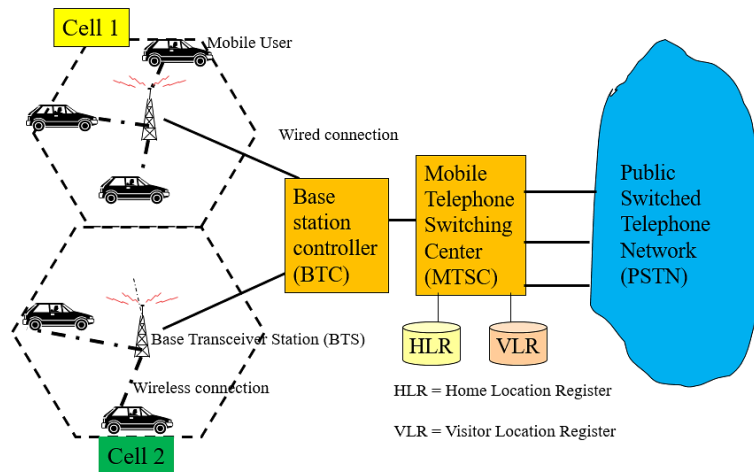 Cell 1
Mobile User
Wired connection
Base
station
controller
(BTC)
Mobile
Telephone
Switching
Center
(MTSC)
Public
Switched
Telephone
Network
(PSTN)
Base Transceiver Station (BTS)
HLR
VLR
Wireless connection
HLR = Home Location Register
VLR = Visitor Location Register
Cell 2